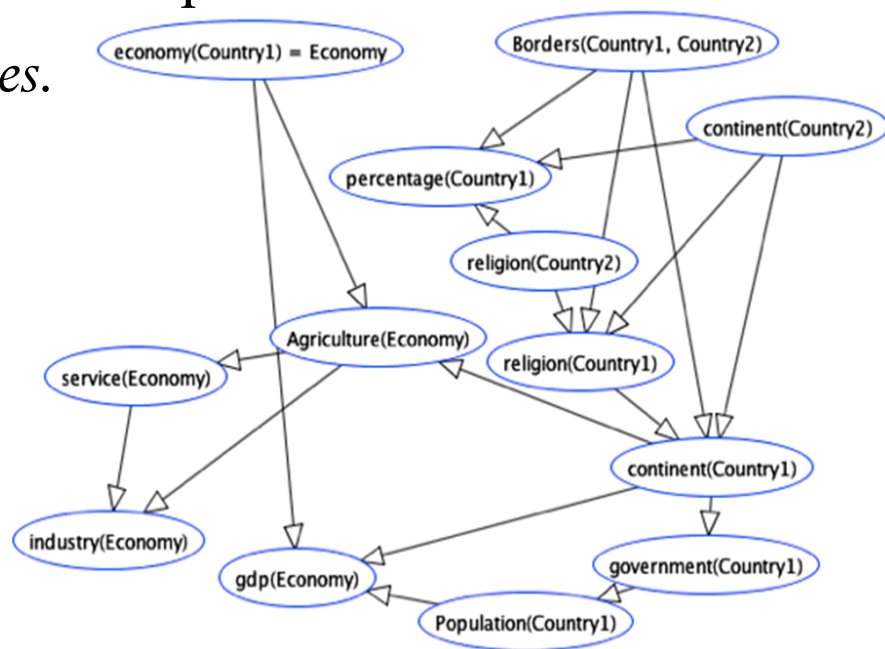 es.
economy(Country1) = Economy
Borders(Country1, Country2)
continent(Country2)
percentage(Country1)
religion(Country2)
Agriculture(Economy)
religion(Country1)
service(Economy)
continent(Country1)
industry(Economy)
gdp(Economy)
government(Country1)
Population(Country1)